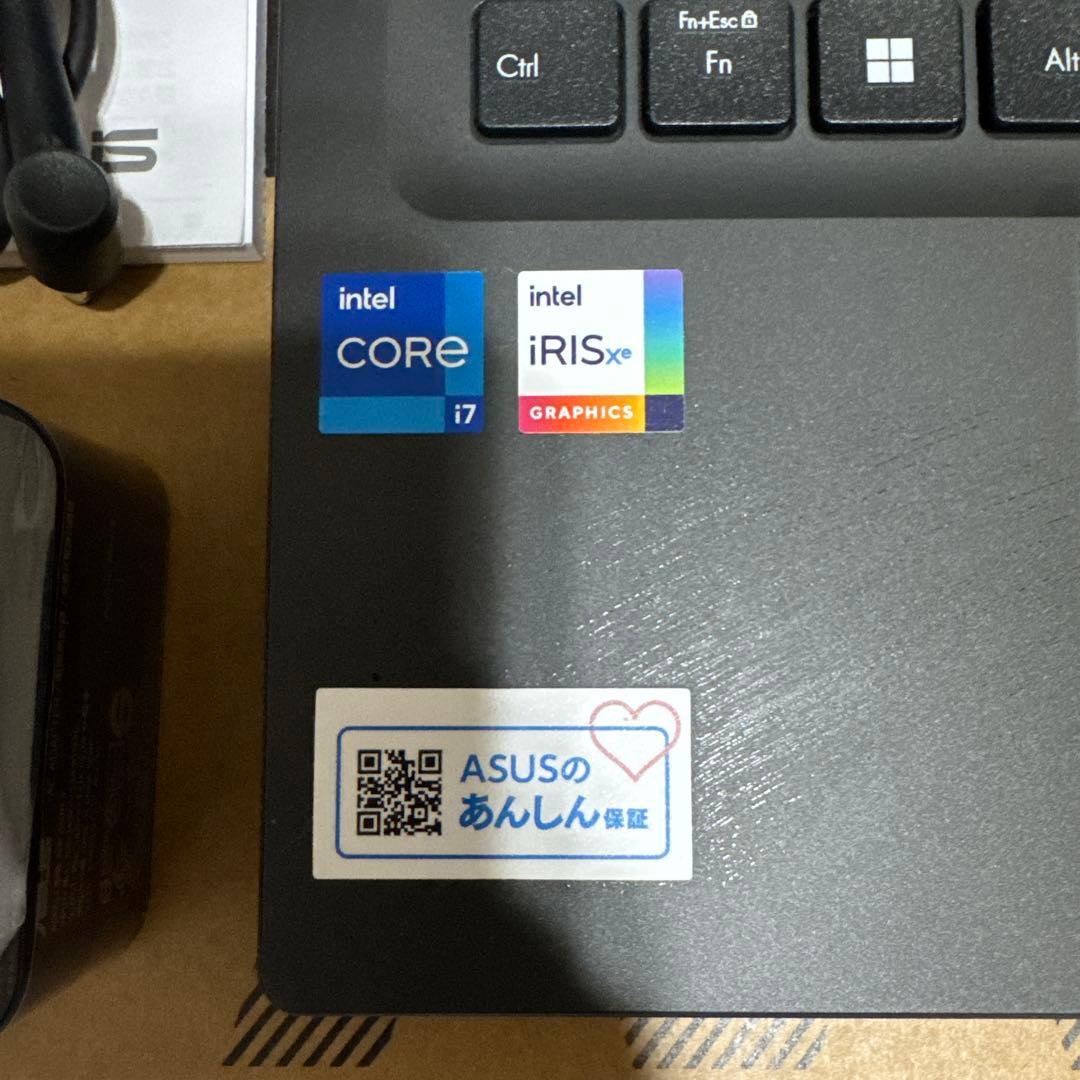 Fn+Esc
Ctrl
Fn
Alt
intel
CORe
i7
intel
iRISxe
GRAPHICS
ASUSの
あんしん保証